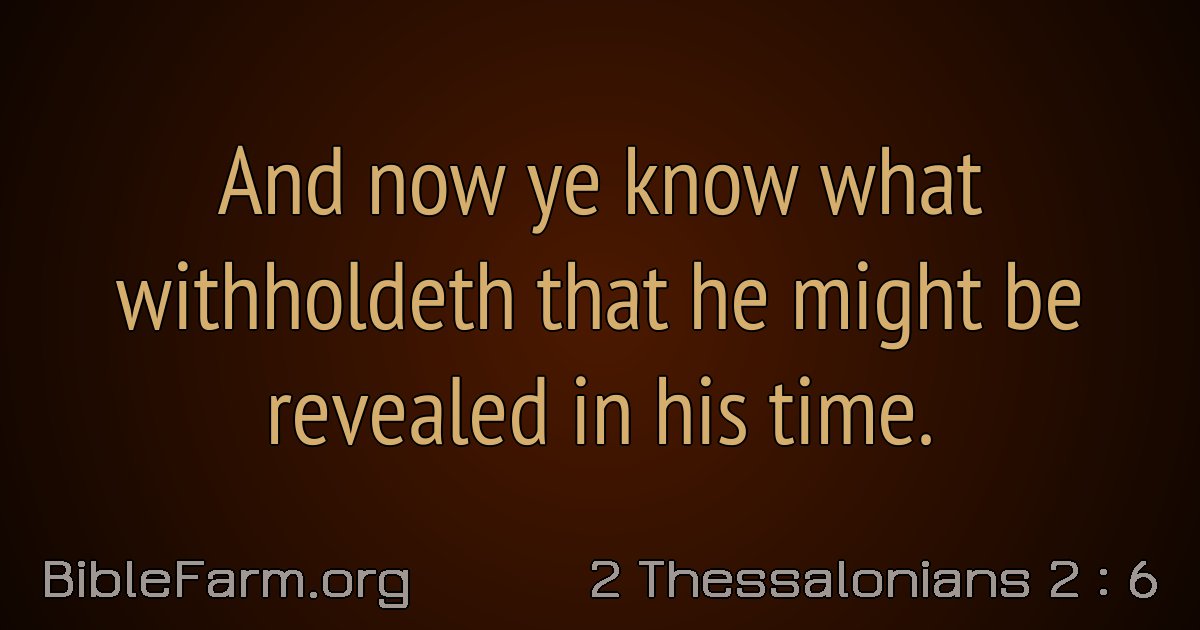 And now ye know what
withholdeth that he might be
revealed in his time.
BibleFarm.org
2 Thessalonians 2 : 6